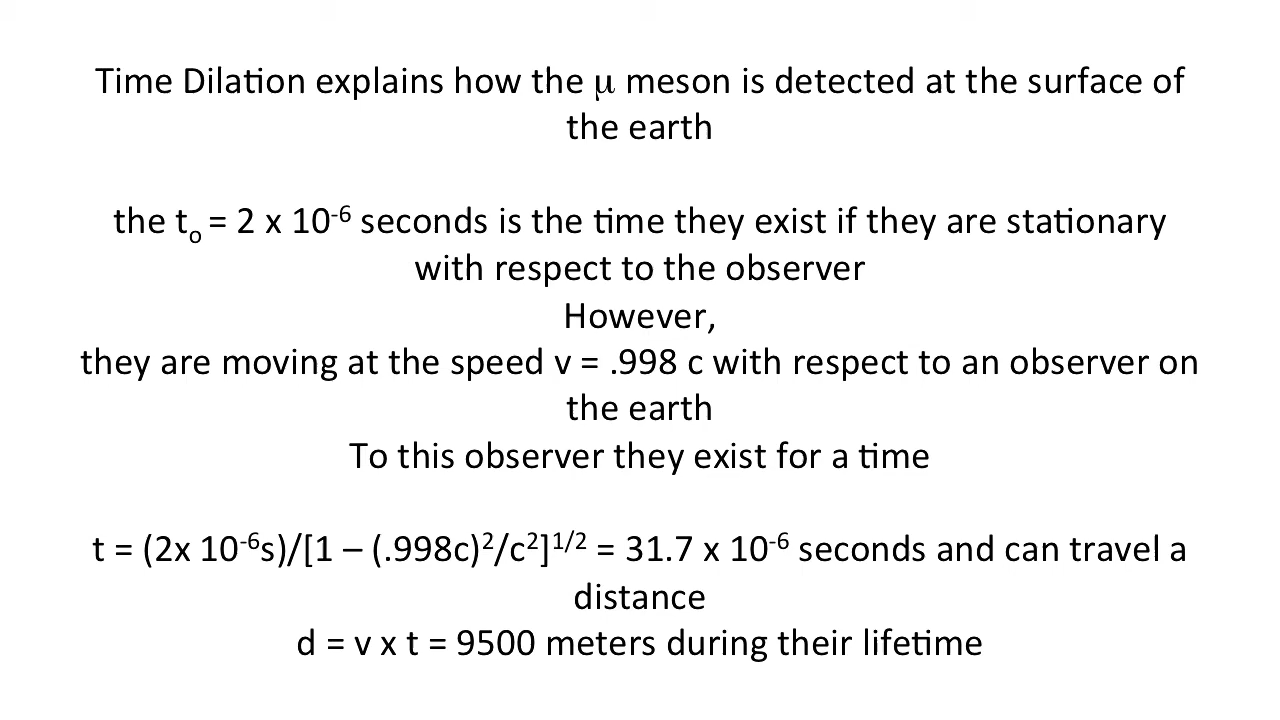 Time Dilation explains how the μ meson is detected at the surface of
the earth
the t₀ = 2 x 10⁻⁶ seconds is the time they exist if they are stationary
with respect to the observer
However,
they are moving at the speed v = .998 c with respect to an observer on
the earth
To this observer they exist for a time
t = (2x 10⁻⁶s)/[1 – (.998c)²/c²]¹/² = 31.7 x 10⁻⁶ seconds and can travel a
distance
d = v x t = 9500 meters during their lifetime